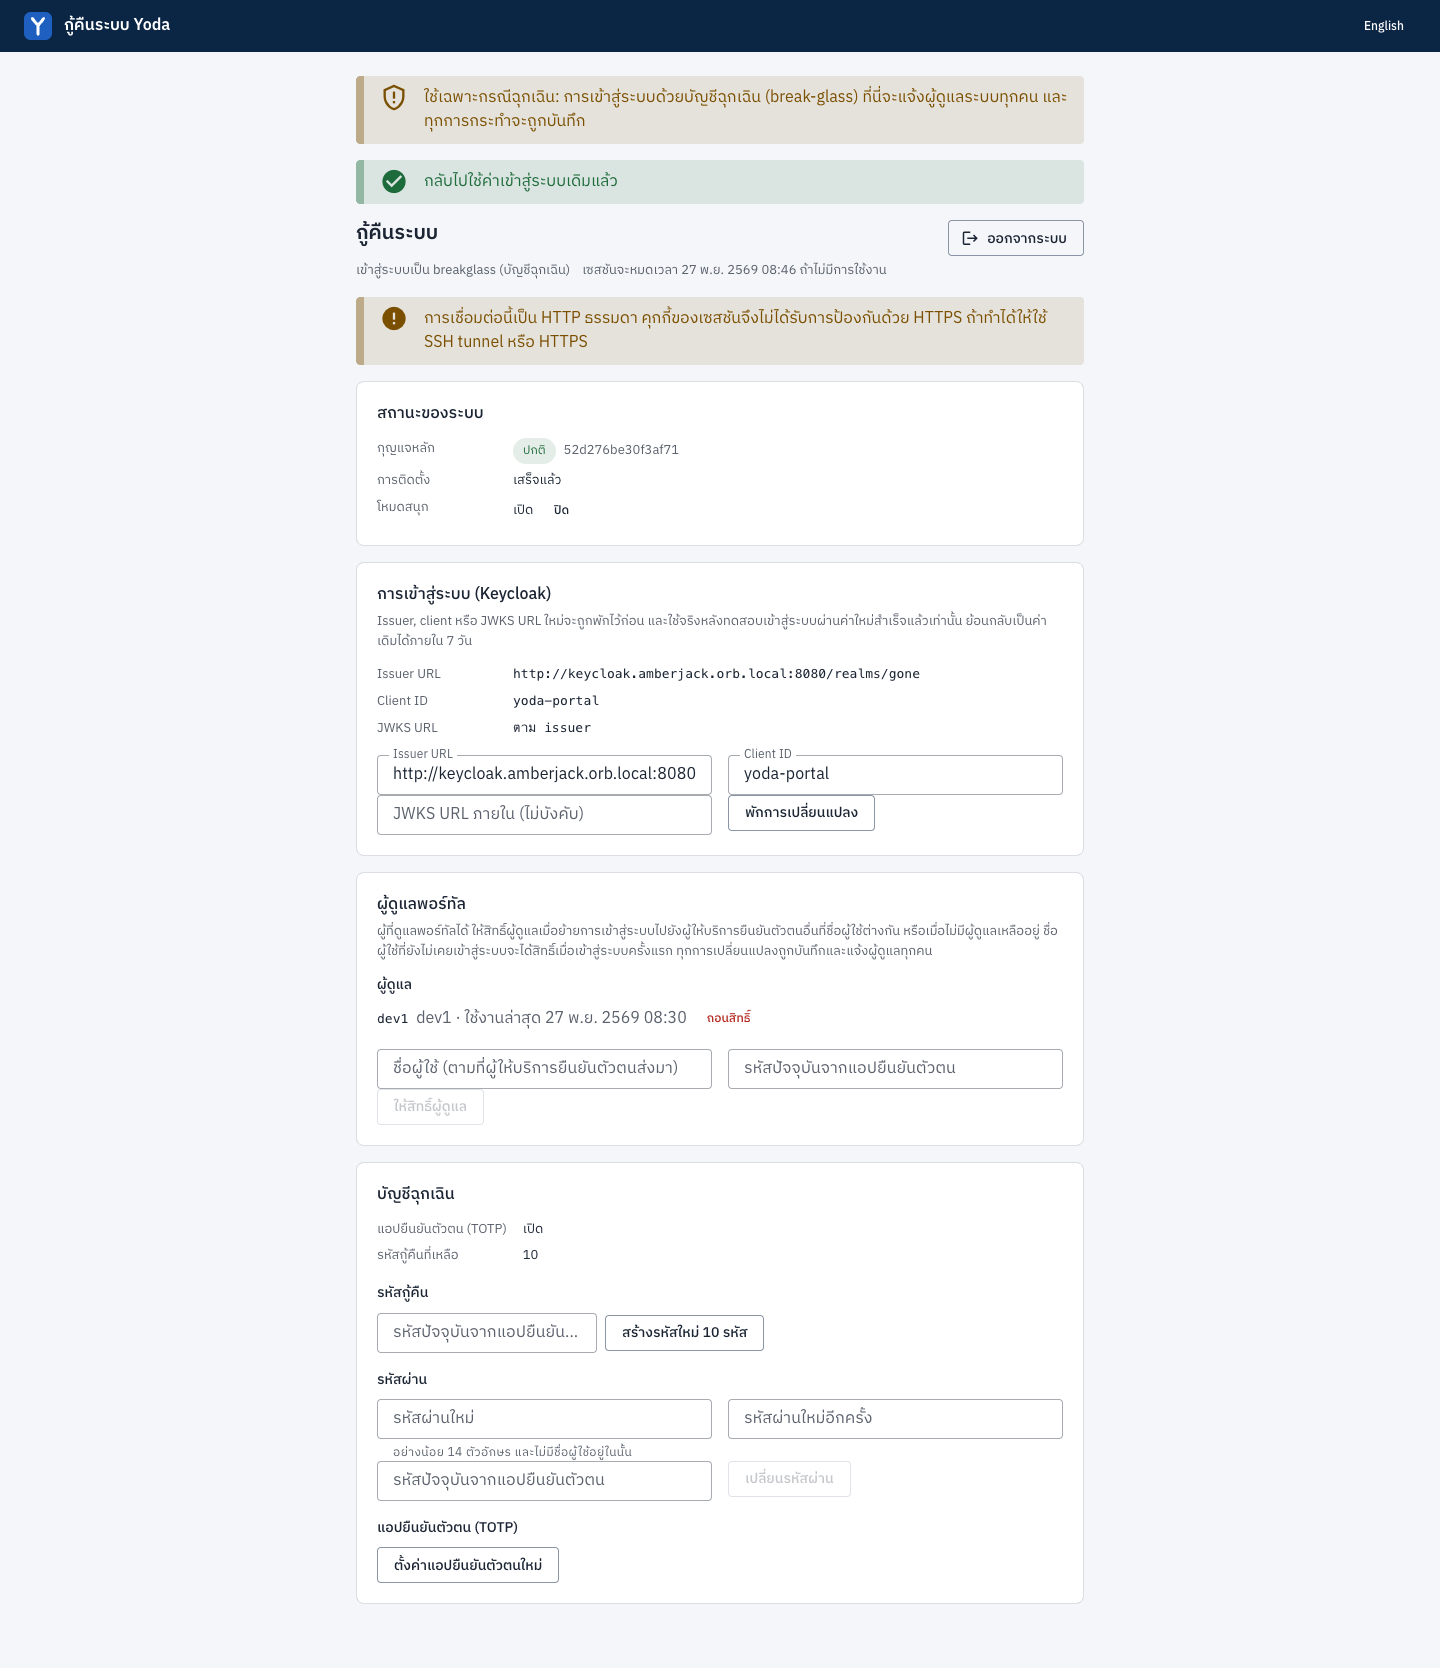 Y กู้คืนระบบ Yoda
English
ใช้เฉพาะกรณีฉุกเฉิน: การเข้าสู่ระบบด้วยบัญชีฉุกเฉิน (break-glass) ที่นี่จะแจ้งผู้ดูแลระบบทุกคน และ
ทุกการกระทำจะถูกบันทึก
กลับไปใช้ค่าเข้าสู่ระบบเดิมแล้ว
กู้คืนระบบ
ออกจากระบบ
เข้าสู่ระบบเป็น breakglass (บัญชีฉุกเฉิน) เซสชันจะหมดเวลา 27 พ.ย. 2569 08:46 ถ้าไม่มีการใช้งาน
การเชื่อมต่อนี้เป็น HTTP ธรรมดา คุกกี้ของเซสชันจึงไม่ได้รับการป้องกันด้วย HTTPS ถ้าทำได้ให้ใช้
SSH tunnel หรือ HTTPS
สถานะของระบบ
กุญแจหลัก ปกติ 52d276be30f3af71
การติดตั้ง เสร็จแล้ว
โหมดสนุก เปิด ปิด
การเข้าสู่ระบบ (Keycloak)
Issuer, client หรือ JWKS URL ใหม่จะถูกพักไว้ก่อน และใช้จริงหลังทดสอบเข้าสู่ระบบผ่านค่าใหม่สำเร็จแล้วเท่านั้น ย้อนกลับเป็นค่า
เดิมได้ภายใน 7 วัน
Issuer URL http://keycloak.amberjack.orb.local:8080/realms/gone
Client ID yoda-portal
JWKS URL ตาม issuer
Issuer URL
http://keycloak.amberjack.orb.local:8080
Client ID
yoda-portal
JWKS URL ภายใน (ไม่บังคับ)
พักการเปลี่ยนแปลง
ผู้ดูแลพอร์ทัล
ผู้ที่ดูแลพอร์ทัลได้ ให้สิทธิ์ผู้ดูแลเมื่อย้ายการเข้าสู่ระบบไปยังผู้ให้บริการยืนยันตัวตนอื่นที่ชื่อผู้ใช้ต่างกัน หรือเมื่อไม่มีผู้ดูแลเหลืออยู่ ชื่อ
ผู้ใช้ที่ยังไม่เคยเข้าสู่ระบบจะได้สิทธิ์เมื่อเข้าสู่ระบบครั้งแรก ทุกการเปลี่ยนแปลงถูกบันทึกและแจ้งผู้ดูแลทุกคน
ผู้ดูแล
dev1 dev1 · ใช้งานล่าสุด 27 พ.ย. 2569 08:30 ถอนสิทธิ์
ชื่อผู้ใช้ (ตามที่ผู้ให้บริการยืนยันตัวตนส่งมา)
รหัสปัจจุบันจากแอปยืนยันตัวตน
ให้สิทธิ์ผู้ดูแล
บัญชีฉุกเฉิน
แอปยืนยันตัวตน (TOTP) เปิด
รหัสกู้คืนที่เหลือ 10
รหัสกู้คืน
รหัสปัจจุบันจากแอปยืนยัน…
สร้างรหัสใหม่ 10 รหัส
รหัสผ่าน
รหัสผ่านใหม่
รหัสผ่านใหม่อีกครั้ง
อย่างน้อย 14 ตัวอักษร และไม่มีชื่อผู้ใช้อยู่ในนั้น
รหัสปัจจุบันจากแอปยืนยันตัวตน
เปลี่ยนรหัสผ่าน
แอปยืนยันตัวตน (TOTP)
ตั้งค่าแอปยืนยันตัวตนใหม่